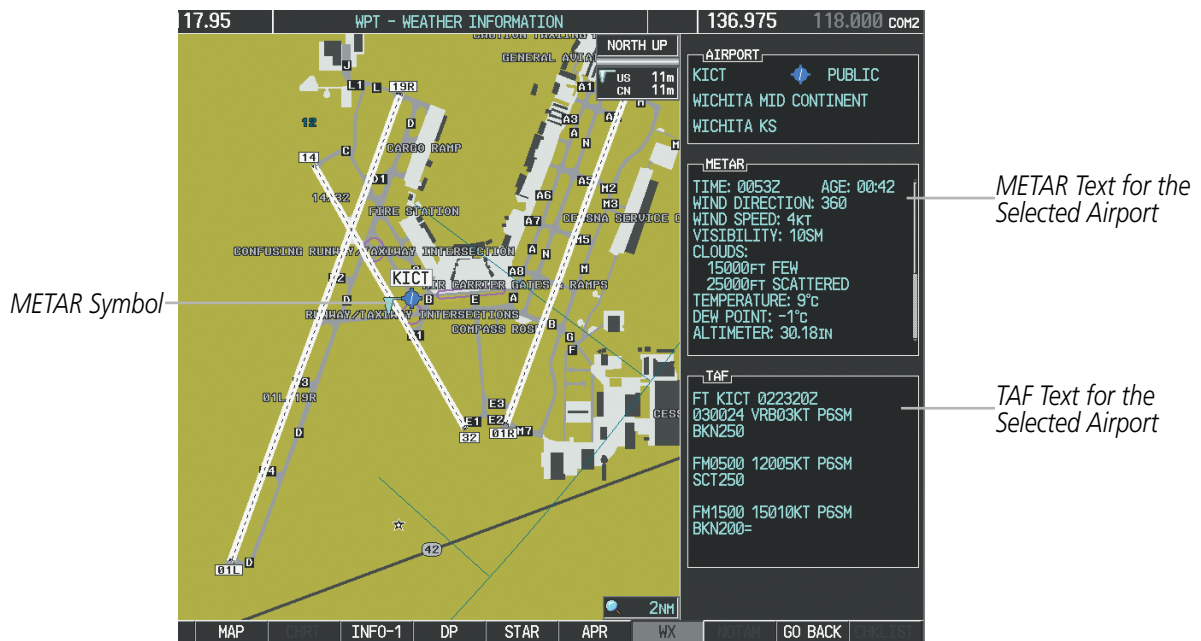 17.95
WPT - WEATHER INFORMATION
136.975
118.000 COM2
NORTH UP
US 11m
CN 11m
GENERAL AVIA
J
L1
L
19R
A1
12
D
A3
A
N
M
CARGO RAMP
14
C
D1
A5
M2
A6
M3
FIRE STATION
A7
CESSNA SERVICE C
M5
CONFUSING RUNWAY/TAXIWAY INTERSECTION
A
N
A8
M
KICT
AIR CARRIER GATES & RAMPS
D
B
E
A
RUNWAY/TAXIWAY INTERSECTIONS
COMPASS ROSE
B
G
F
01L/19R
E3
E1
E2
01R
M7
32
CESS
D
42
01L
D
2NM
AIRPORT
KICT
PUBLIC
WICHITA MID CONTINENT
WICHITA KS
METAR
TIME: 0053Z AGE: 00:42
WIND DIRECTION: 360
WIND SPEED: 4KT
VISIBILITY: 10SM
CLOUDS:
15000FT FEW
25000FT SCATTERED
TEMPERATURE: 9°C
DEW POINT: -1°C
ALTIMETER: 30.18IN
TAF
FT KICT 022320Z
030024 VRB03KT P6SM
BKN250
FM0500 12005KT P6SM
SCT250
FM1500 15010KT P6SM
BKN200=
METAR Text for the
Selected Airport
METAR Symbol
TAF Text for the
Selected Airport
MAP
CHRT
INFO-1
DP
STAR
APR
WX
NOTAM
GO BACK
CHKLIST